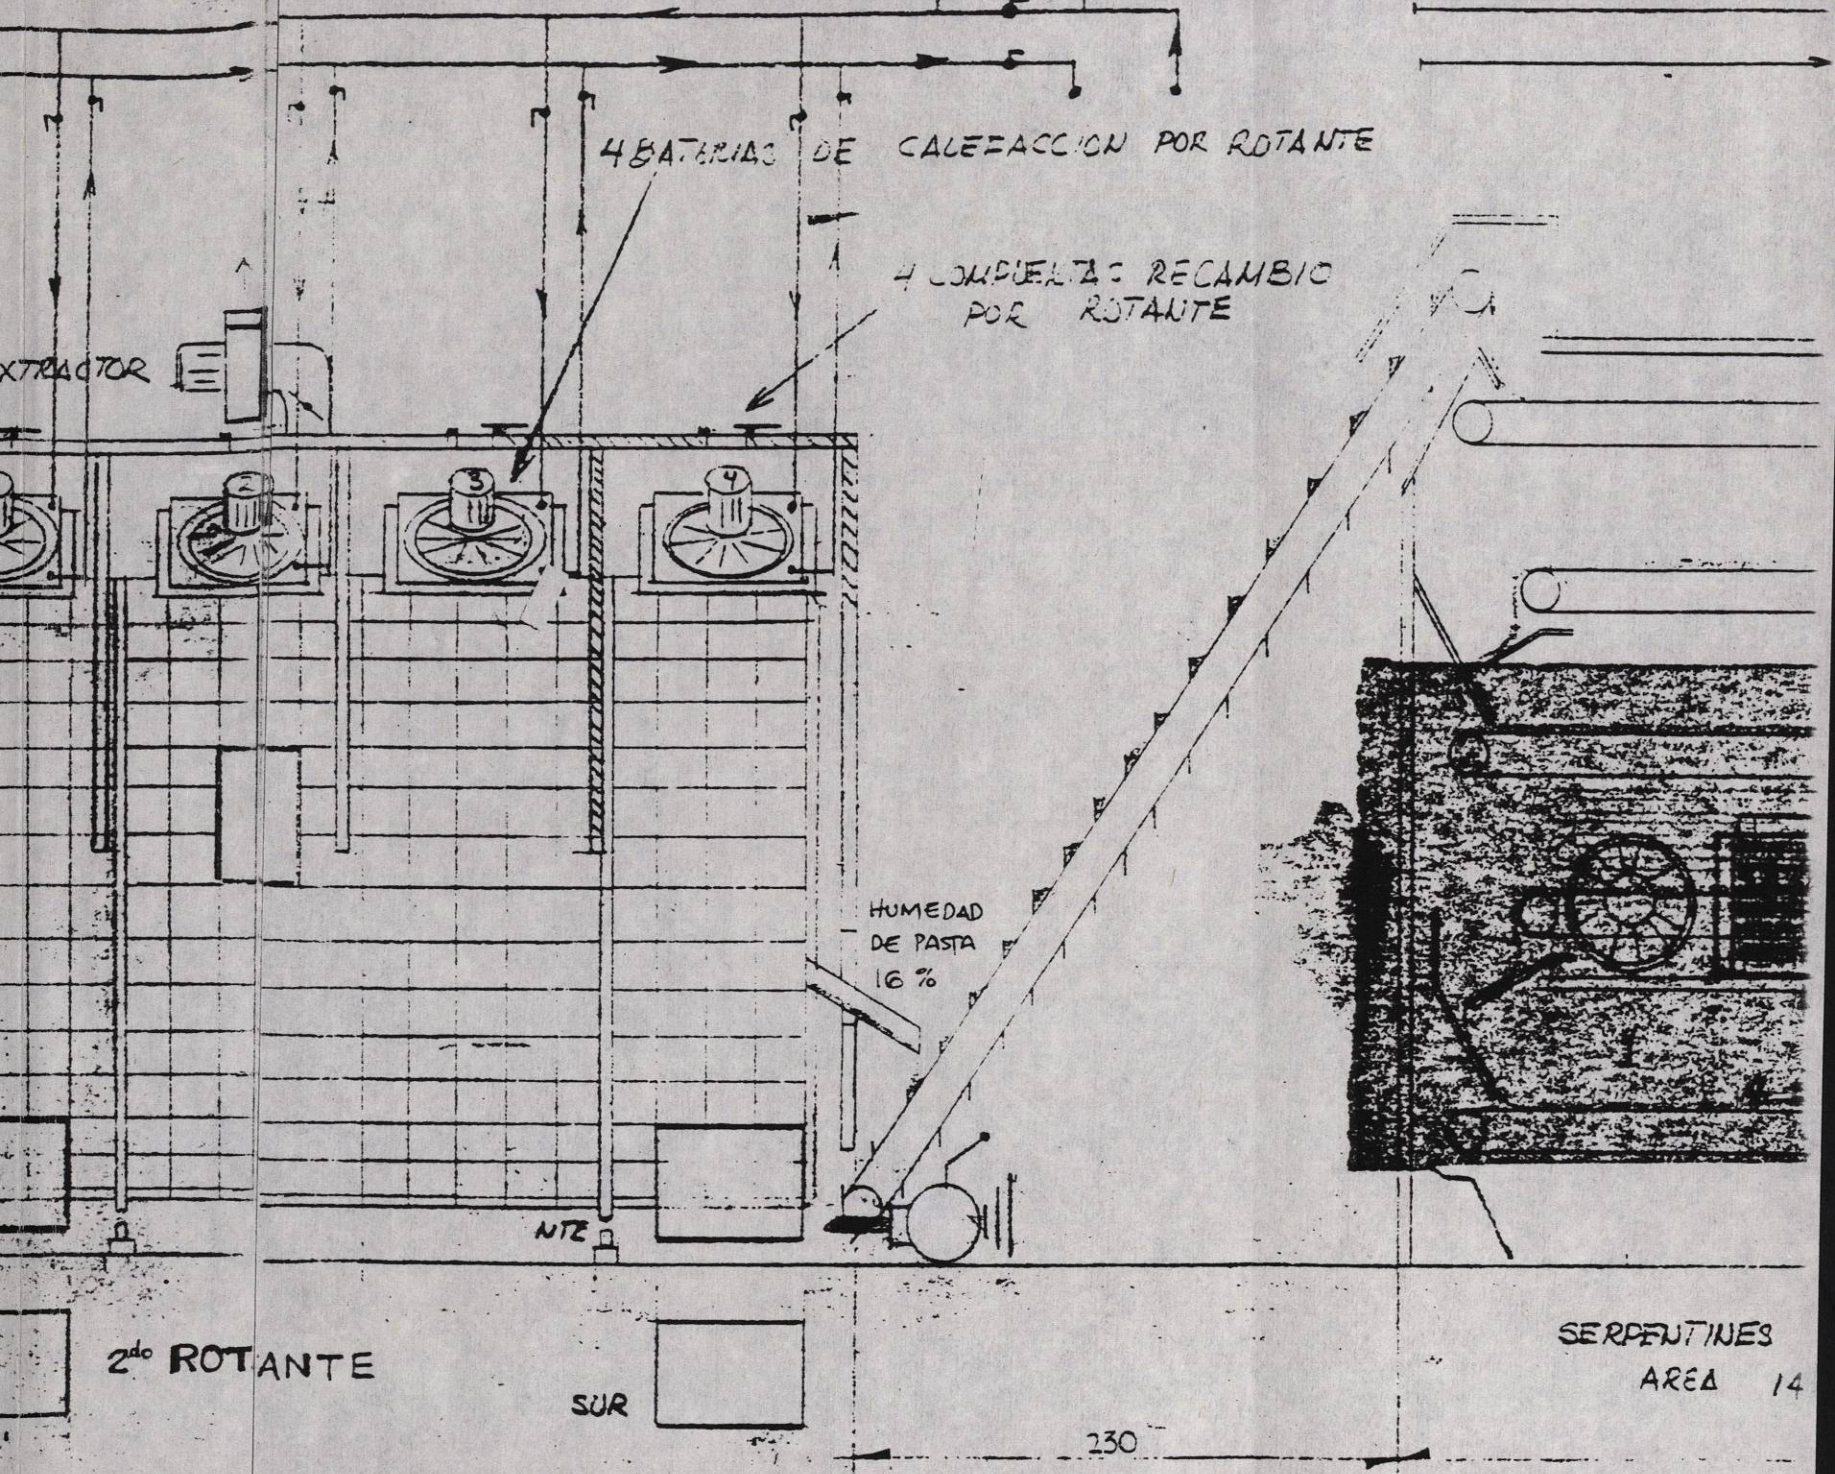 4 BATERIAS DE CALEFACCION POR ROTANTE
4 COMPUERTAS RECAMBIO
POR ROTANTE
XTRACTOR
2
3
4
HUMEDAD
DE PASTA
16 %
NTE
2do ROTANTE
SUR
SERPENTINES
AREA 14
230